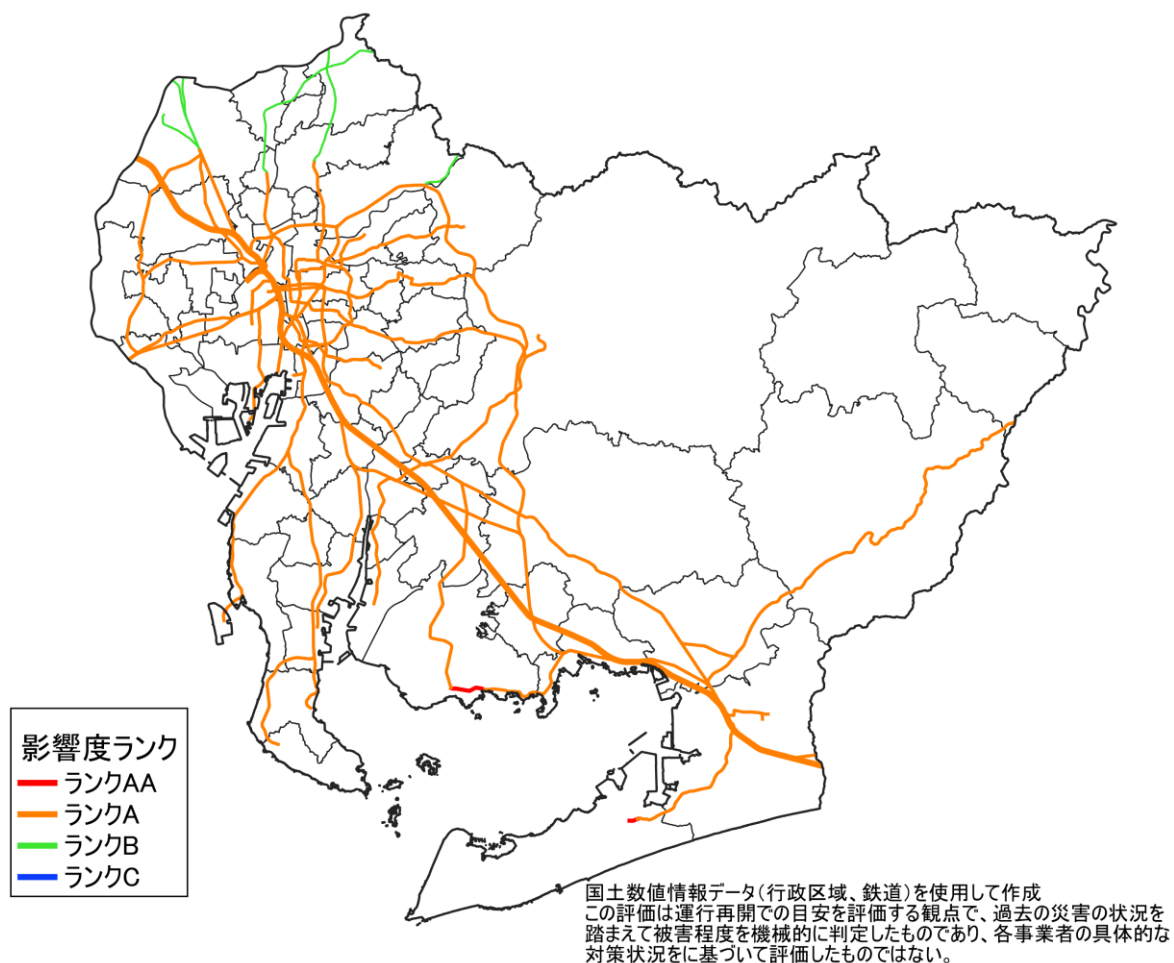 影響度ランク
ランクAA
ランクA
ランクB
ランクC
国土数値情報データ(行政区域、鉄道)を使用して作成
この評価は運行再開での目安を評価する観点で、過去の災害の状況を
踏まえて被害程度を機械的に判定したものであり、各事業者の具体的な
対策状況をに基づいて評価したものではない。